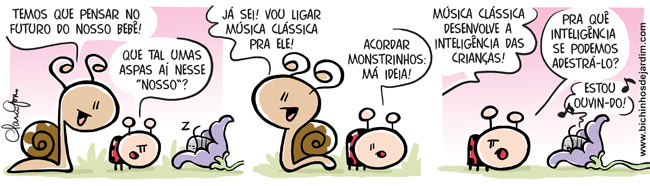 TEMOS QUE PENSAR NO
FUTURO DO NOSSO BEBÊ!
QUE TAL UMAS
ASPAS AÍ NESSE
"NOSSO"?
Z
JÁ SEI! VOU LIGAR
MÚSICA CLÁSSICA
PRA ELE!
ACORDAR
MONSTRINHOS:
MÁ IDEIA!
MÚSICA CLÁSSICA
DESENVOLVE A
INTELIGÊNCIA DAS
CRIANÇAS!
PRA QUÊ
INTELIGÊNCIA
SE PODEMOS
ADESTRÁ-LO?
ESTOU
OUVIN-DO!
www.bichinhosdejardim.com